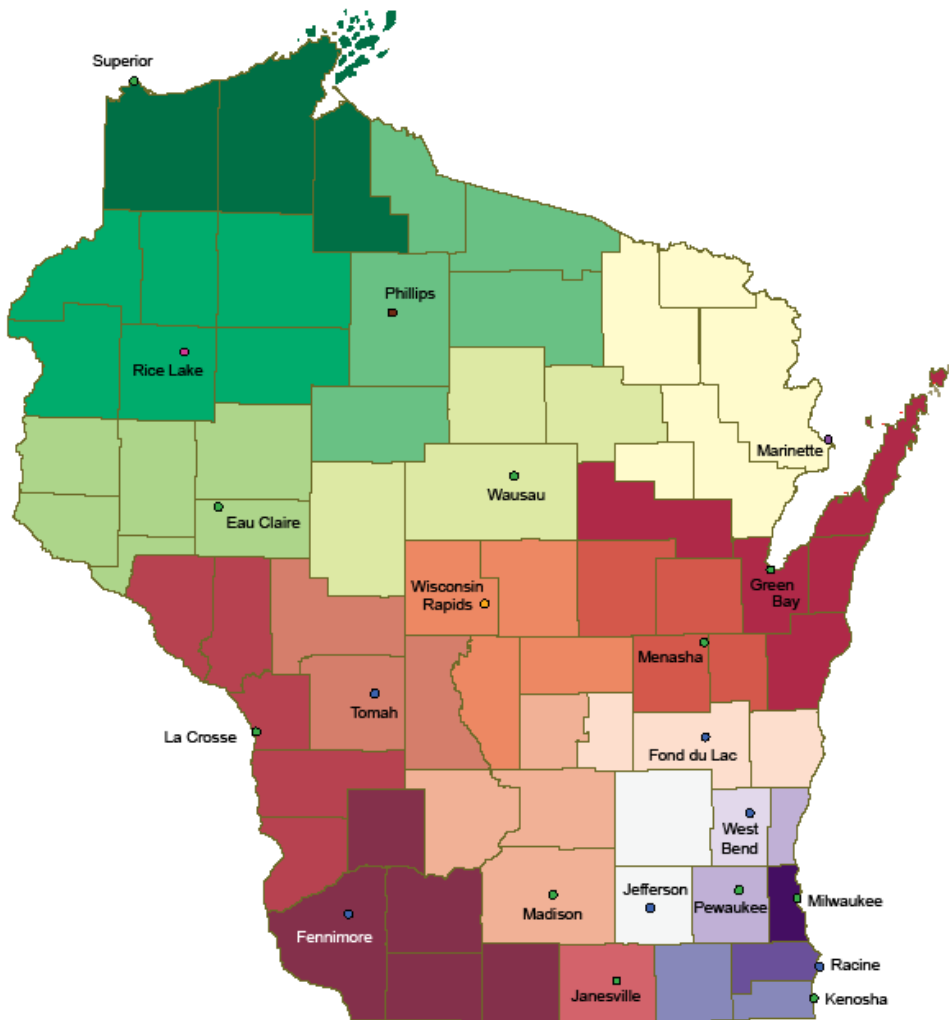 Superior
Phillips
Rice Lake
Marinette
Wausau
Eau Claire
Wisconsin
Rapids
Green
Bay
Menasha
Tomah
La Crosse
Fond du Lac
West
Bend
Jefferson
Madison
Pewaukee
Milwaukee
Fennimore
Racine
Janesville
Kenosha